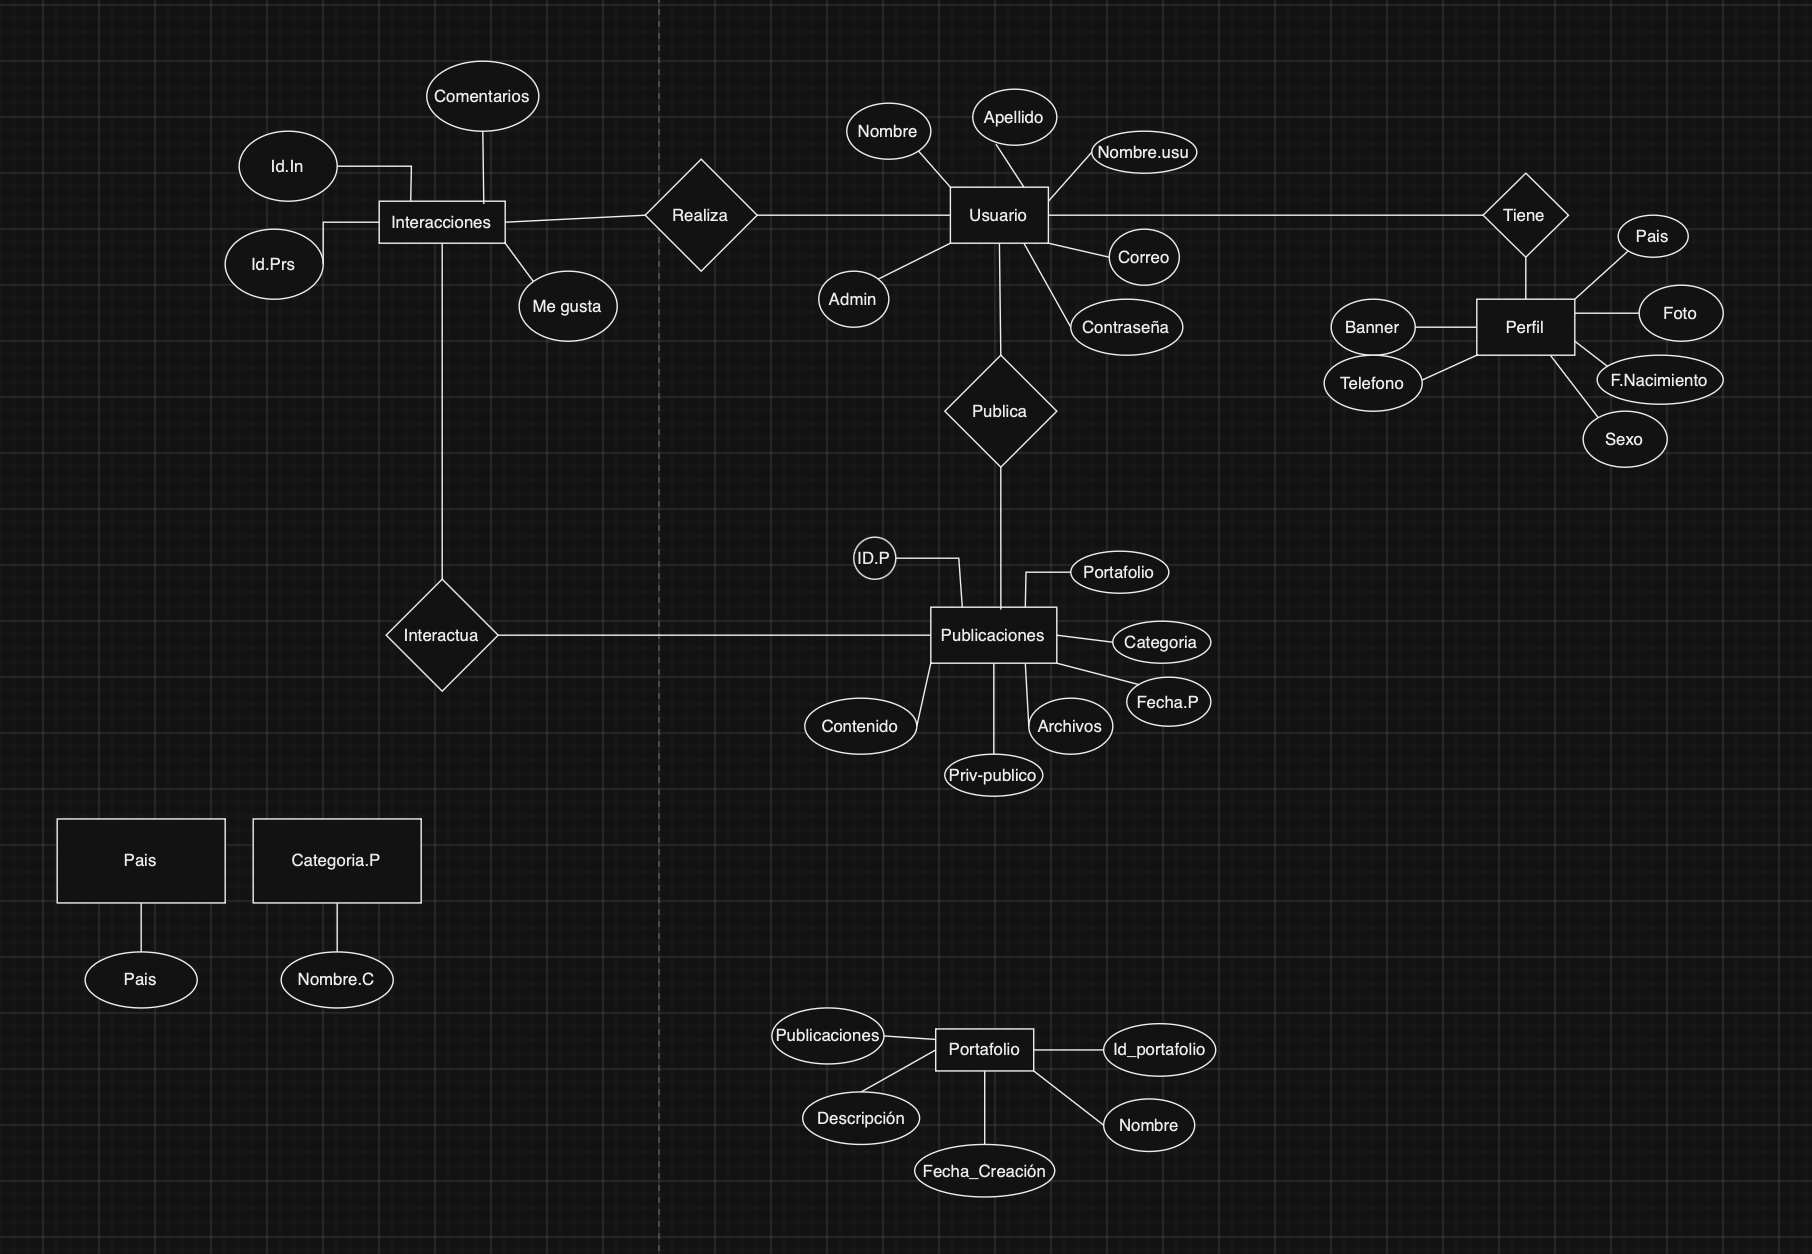 Comentarios
Apellido
Nombre
Nombre.usu
Id.In
Interacciones
Realiza
Usuario
Tiene
Pais
Id.Prs
Correo
Me gusta
Admin
Contraseña
Banner
Perfil
Foto
Telefono
F.Nacimiento
Publica
Sexo
ID.P
Portafolio
Interactua
Publicaciones
Categoria
Fecha.P
Contenido
Archivos
Priv-publico
Pais
Categoria.P
Pais
Nombre.C
Publicaciones
Portafolio
Id_portafolio
Descripción
Nombre
Fecha_Creación